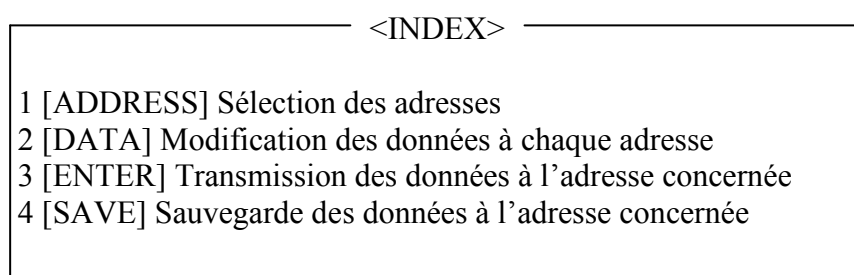 <INDEX>
1 [ADDRESS] Sélection des adresses
2 [DATA] Modification des données à chaque adresse
3 [ENTER] Transmission des données à l’adresse concernée
4 [SAVE] Sauvegarde des données à l’adresse concernée